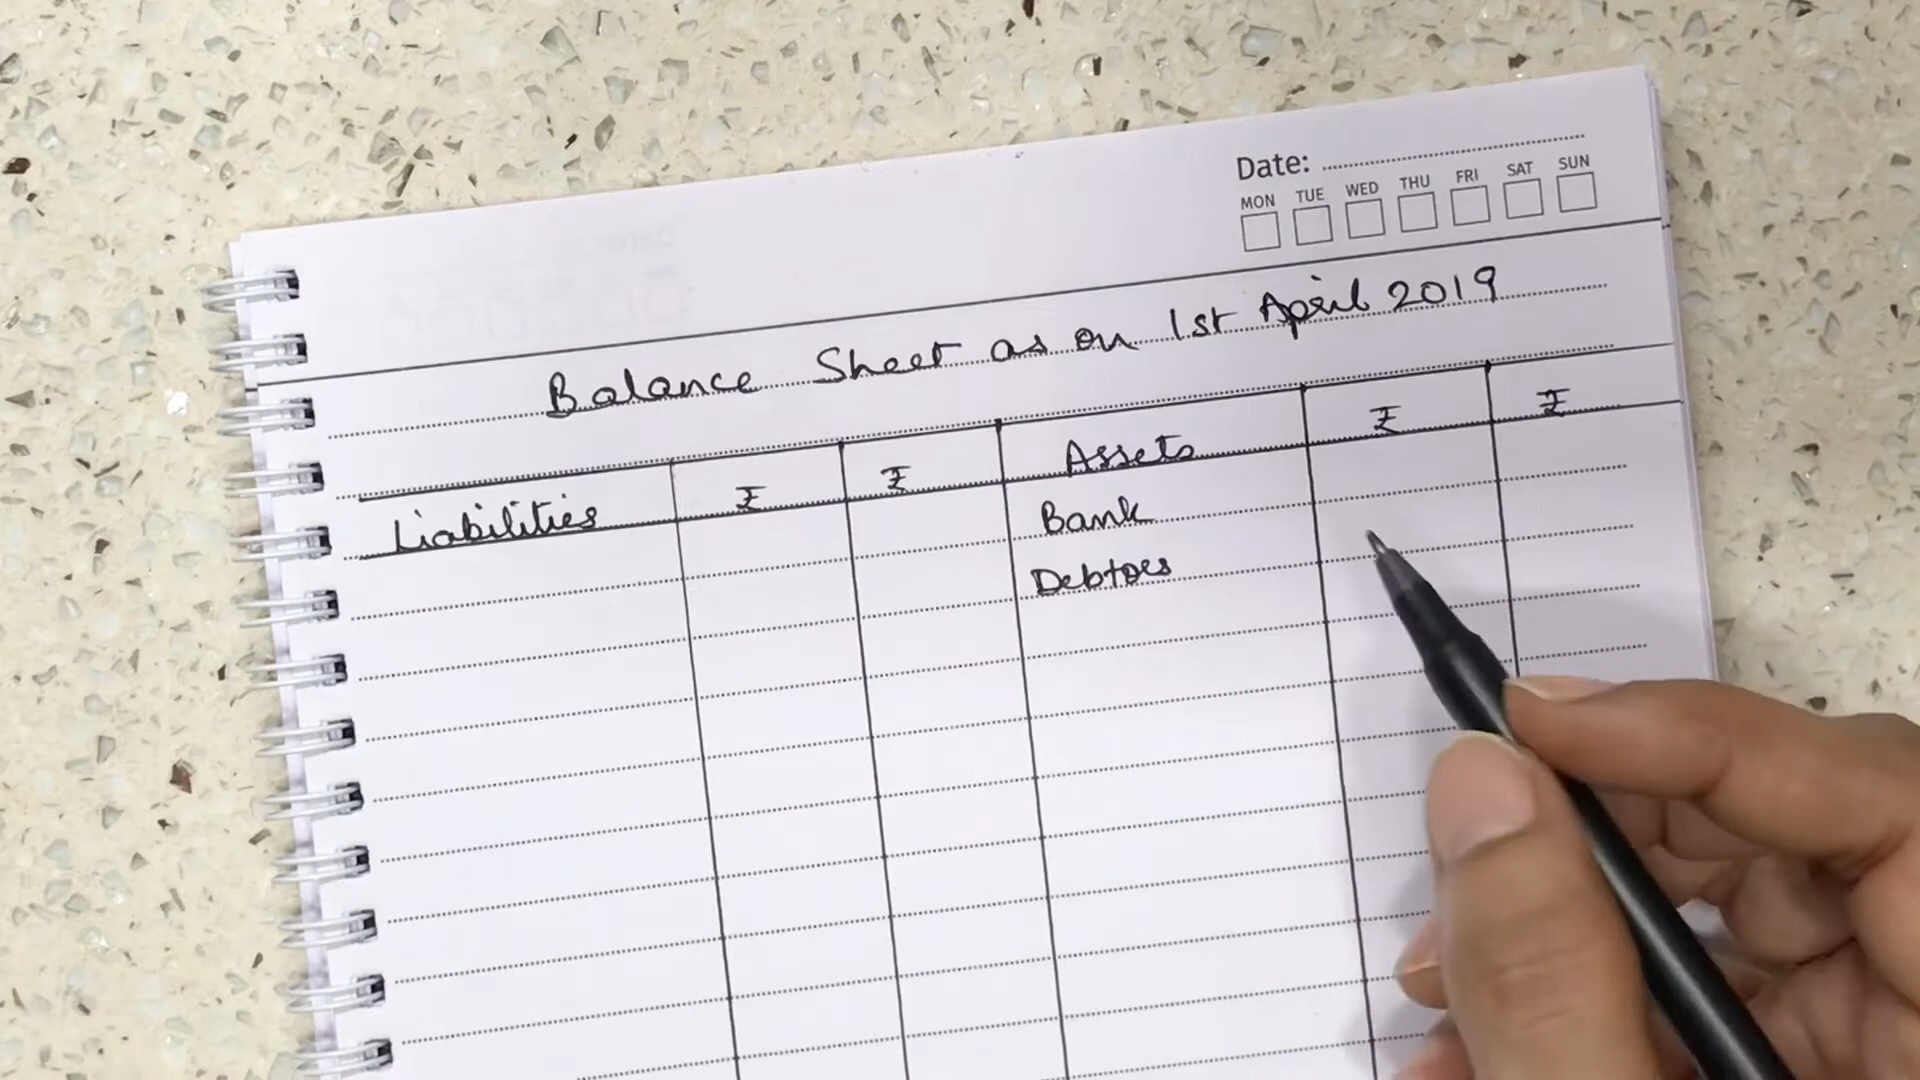 Date:
MON TUE WED THU FRI SAT SUN
Balance Sheet as on 1st April 2019
Liabilities ₹ ₹ Assets ₹ ₹
Bank
Debtors